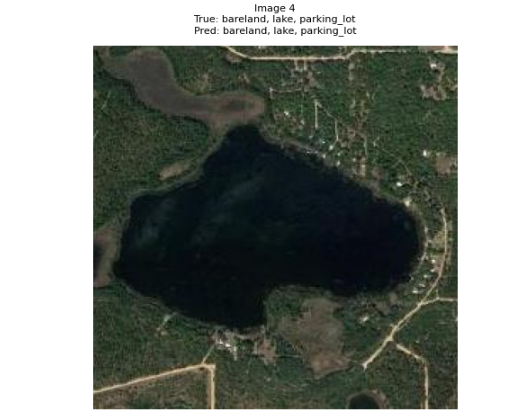 Image 4
True: bareland, lake, parking_lot
Pred: bareland, lake, parking_lot